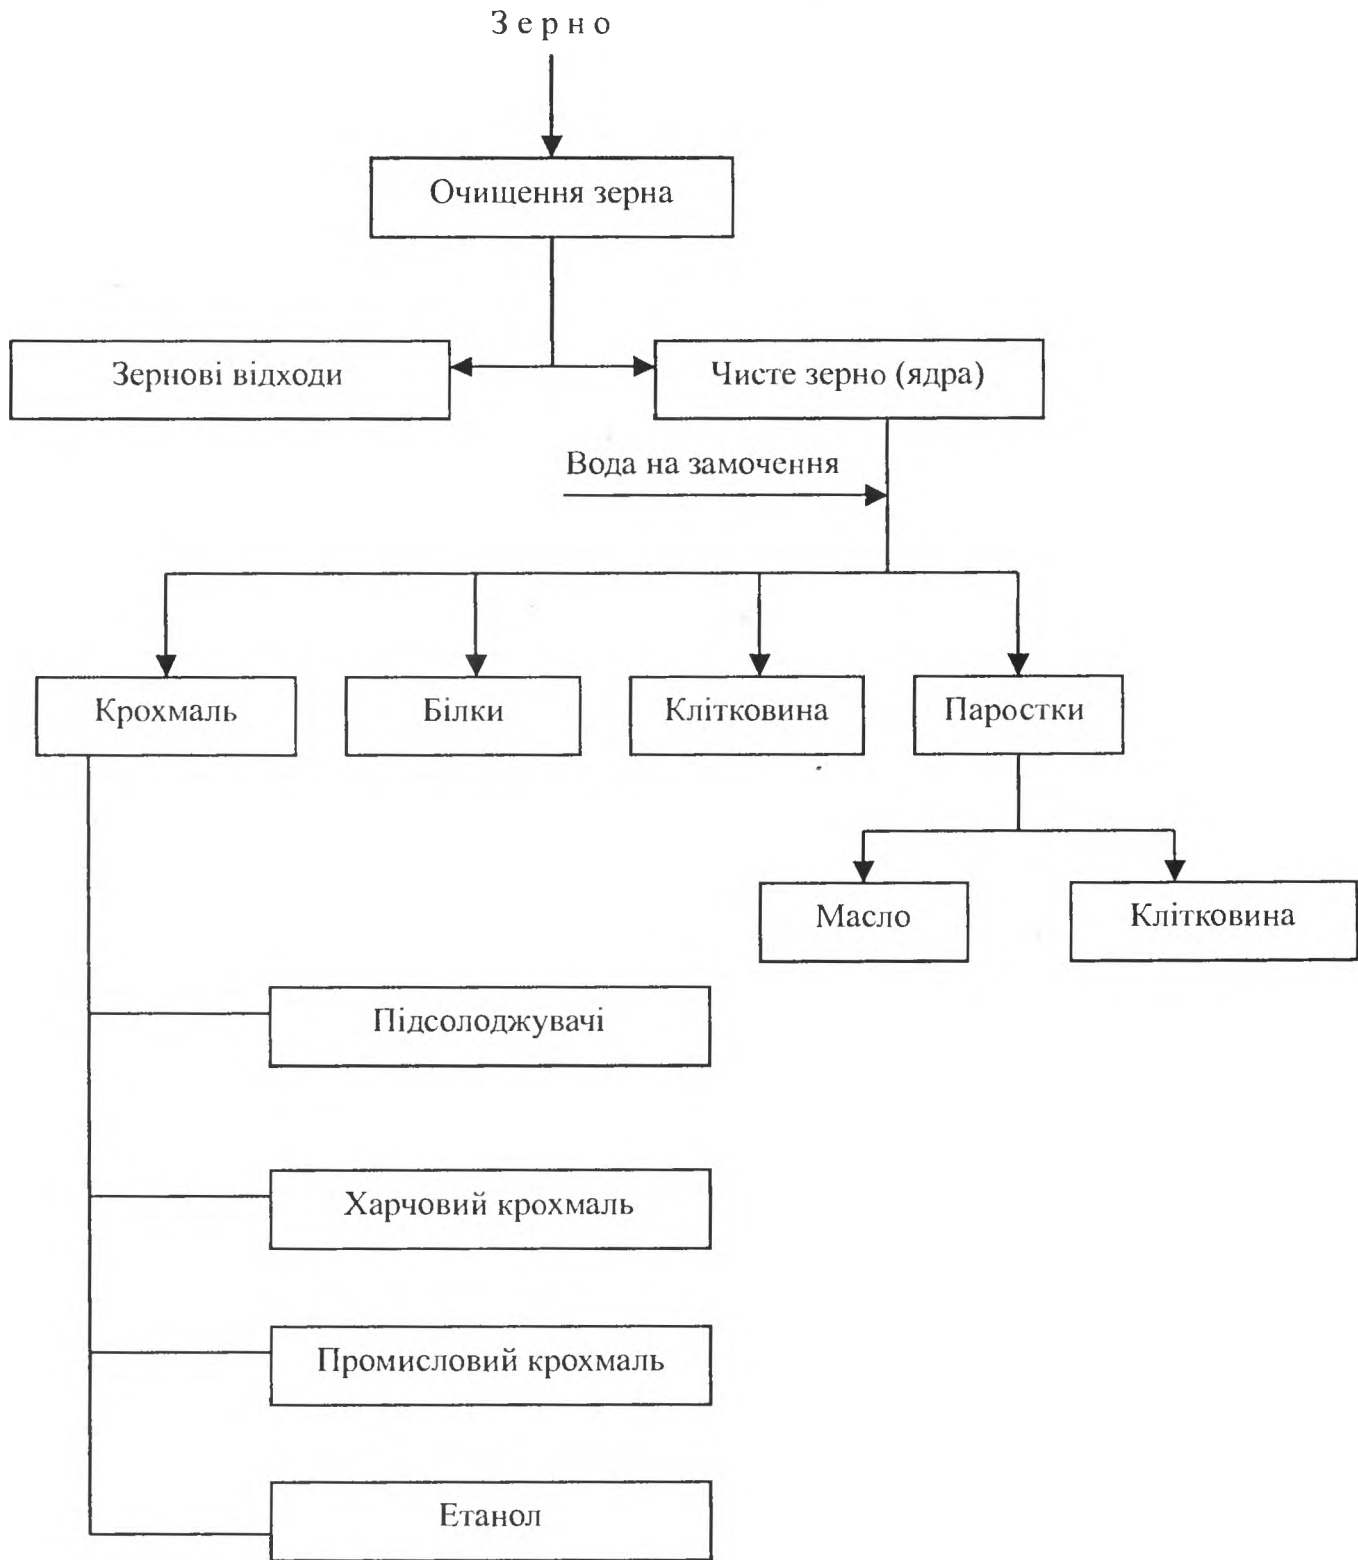 Зерно
Очищення зерна
Зернові відходи
Чисте зерно (ядра)
Вода на замочення
Крохмаль
Білки
Клітковина
Паростки
Масло
Клітковина
Підсолоджувачі
Харчовий крохмаль
Промисловий крохмаль
Етанол